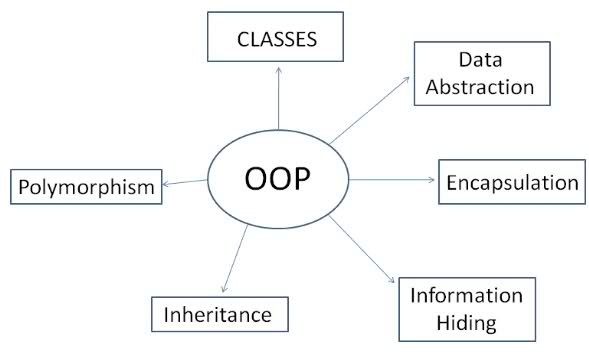 CLASSES
Data
Abstraction
OOP
Polymorphism
Encapsulation
Inheritance
Information
Hiding